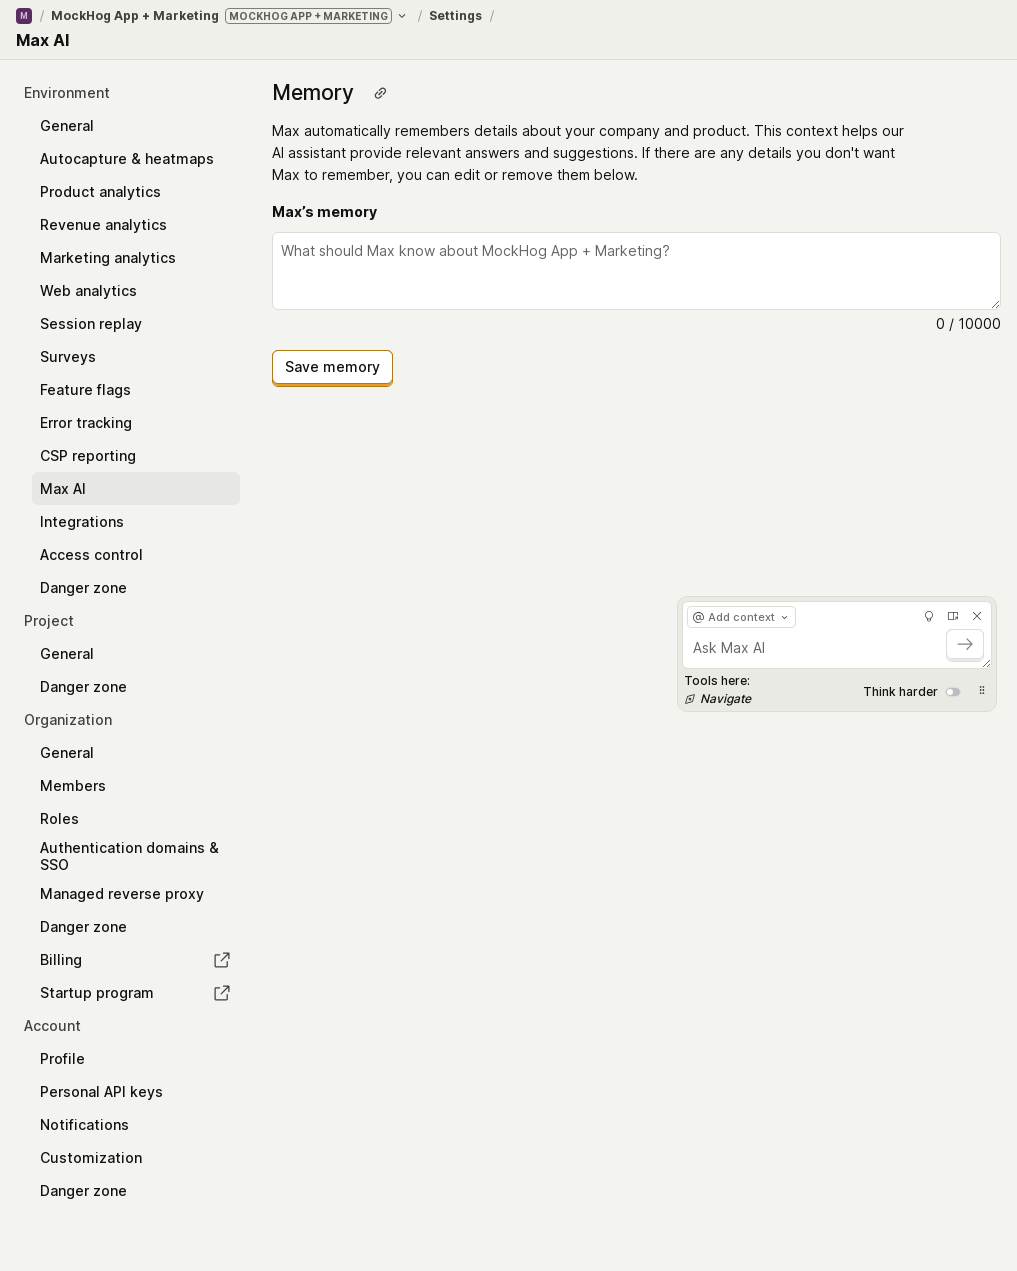 M / MockHog App + Marketing MOCKHOG APP + MARKETING / Settings /
Max AI
Environment
General
Autocapture & heatmaps
Product analytics
Revenue analytics
Marketing analytics
Web analytics
Session replay
Surveys
Feature flags
Error tracking
CSP reporting
Max AI
Integrations
Access control
Danger zone
Project
General
Danger zone
Organization
General
Members
Roles
Authentication domains &
SSO
Managed reverse proxy
Danger zone
Billing
Startup program
Account
Profile
Personal API keys
Notifications
Customization
Danger zone
Memory
Max automatically remembers details about your company and product. This context helps our
AI assistant provide relevant answers and suggestions. If there are any details you don't want
Max to remember, you can edit or remove them below.
Max’s memory
What should Max know about MockHog App + Marketing?
0 / 10000
Save memory
@ Add context
Ask Max AI
Tools here:
Navigate
Think harder